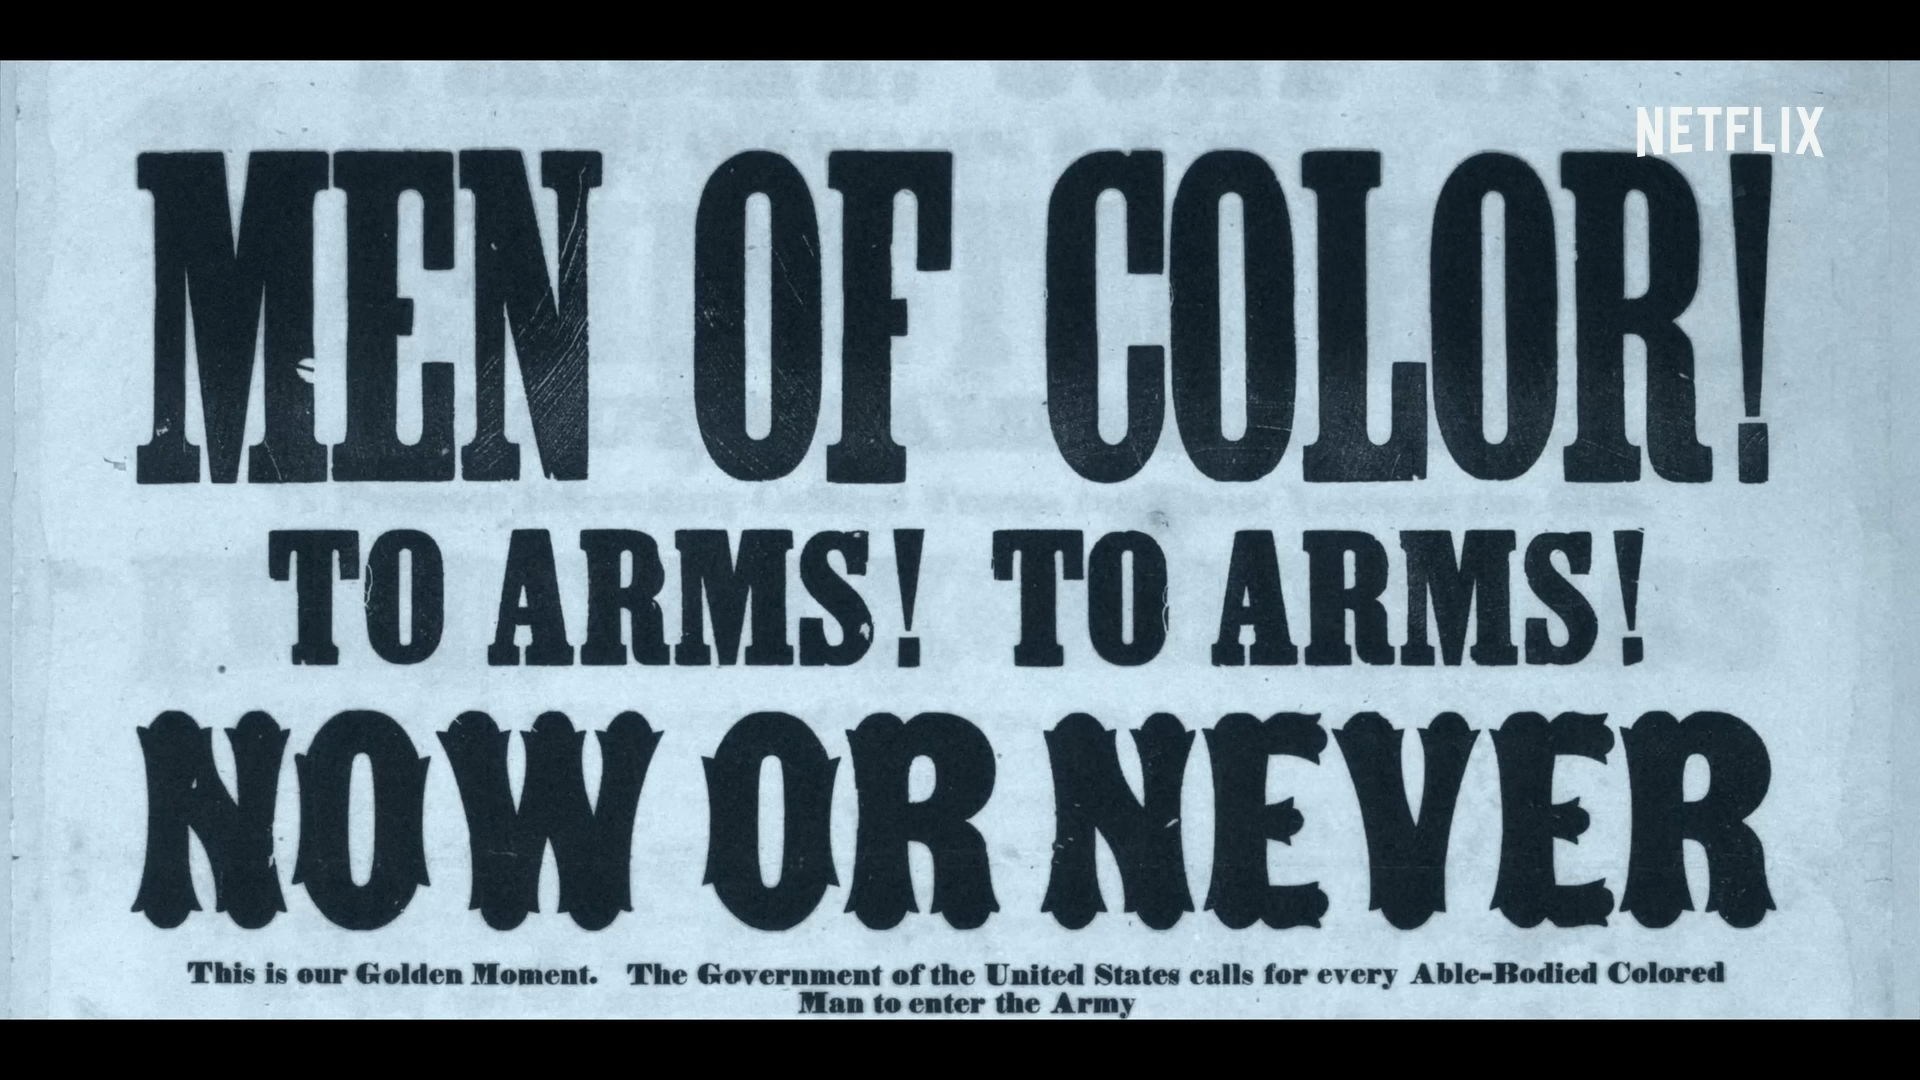 NETFLIX
MEN OF COLOR!
TO ARMS! TO ARMS!
NOW OR NEVER
This is our Golden Moment. The Government of the United States calls for every Able-Bodied Colored
Man to enter the Army